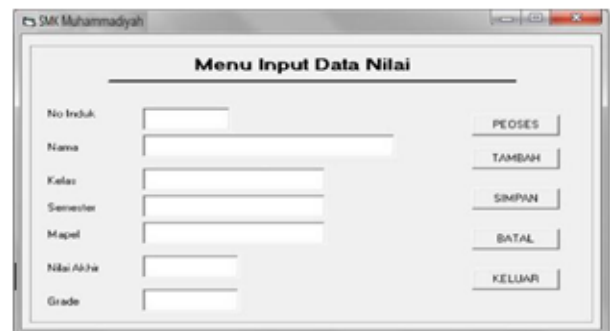 SMK Muhammadiyah
Menu Input Data Nilai
No Induk
Nama
Kelas
Semester
Mapel
Nilai Akhir
Grade
PEOSES
TAMBAH
SIMPAN
BATAL
KELUAR